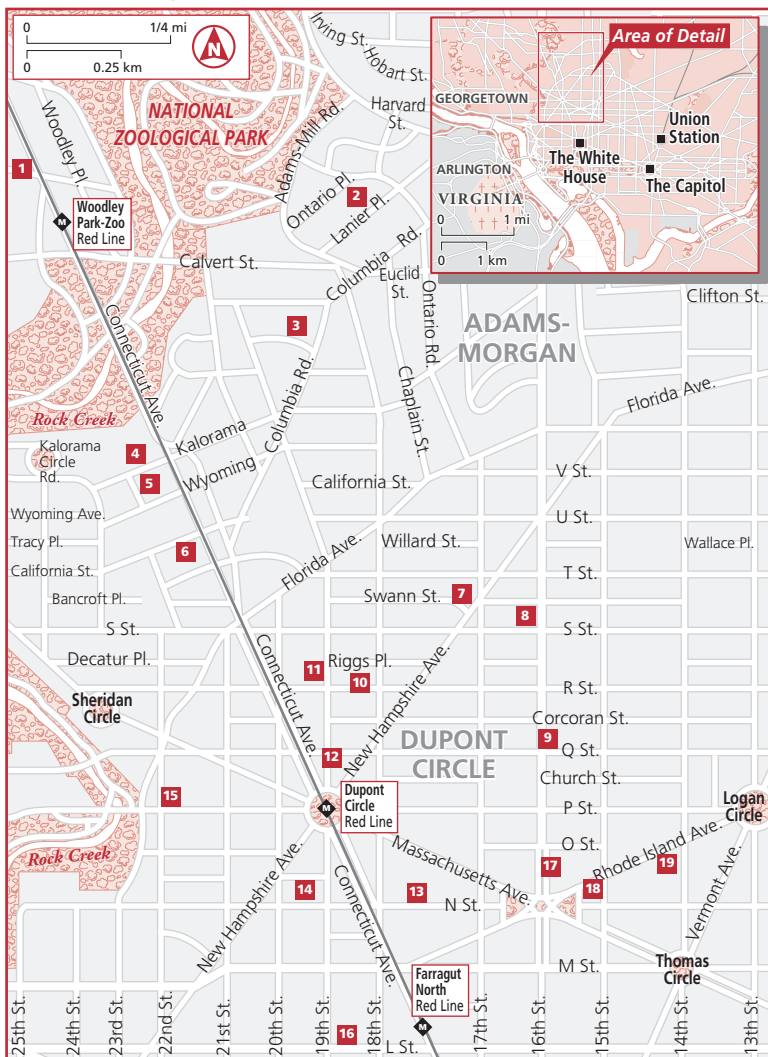 0 1/4 mi
0 0.25 km
N
Area of Detail
GEORGETOWN
Union
Station
The White
House
The Capitol
ARLINGTON
VIRGINIA
0 1 mi
0 1 km
Irving St.
Hobart St.
Harvard
St.
NATIONAL
ZOOLOGICAL PARK
Adams-Mill Rd.
Woodley Pl.
1
2
Ontario Pl.
Lanier Pl.
M
Woodley
Park-Zoo
Red Line
Calvert St.
Columbia Rd.
Euclid
St.
Ontario Rd.
Clifton St.
3
ADAMS-
MORGAN
Connecticut Ave.
Columbia Rd.
Chaplain St.
Florida Ave.
Rock Creek
Kalorama
Kalorama
Circle
Rd.
4
5
Wyoming
California St.
V St.
Wyoming Ave.
U St.
Tracy Pl.
6
Florida Ave.
Willard St.
Wallace Pl.
California St.
T St.
Bancroft Pl.
Swann St.
7
8
S St.
S St.
Decatur Pl.
Connecticut Ave.
11
Riggs Pl.
10
New Hampshire Ave.
R St.
Sheridan
Circle
Corcoran St.
9
DUPONT
CIRCLE
Q St.
12
Church St.
15
M
Dupont
Circle
Red Line
P St.
Logan
Circle
Rock Creek
O St.
Massachusetts Ave.
Rhode Island Ave.
17
19
New Hampshire Ave.
Connecticut Ave.
14
13
18
N St.
Vermont Ave.
M St.
Thomas
Circle
Farragut
North
Red Line
M
25th St.
24th St.
23rd St.
22nd St.
21st St.
20th St.
19th St.
18th St.
17th St.
16th St.
15th St.
14th St.
13th St.
16
L St.